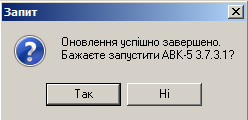 Запит
Оновлення успішно завершено.
Бажаєте запустити АВК-5 3.7.3.1?
Так
Ні